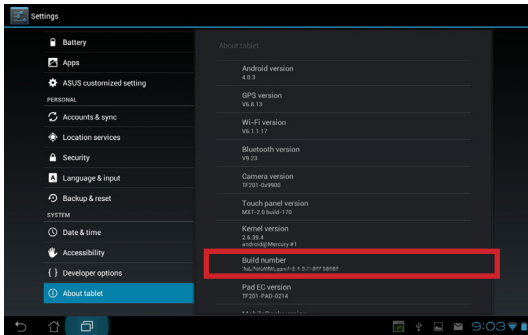 Settings
Battery
Apps
ASUS customized setting
PERSONAL
Accounts & sync
Location services
Security
Language & input
Backup & reset
SYSTEM
Date & time
Accessibility
Developer options
About tablet
About tablet
Android version
4.0.3
GPS version
V6.8.13
Wi-Fi version
V6.1.1.17
Bluetooth version
V9.23
Camera version
TF201-0x9900
Touch panel version
MXT-2.0 build-170
Kernel version
2.6.39.4
android@Mercury #1
Build number
Pad EC version
TF201-PAD-0214
9:03